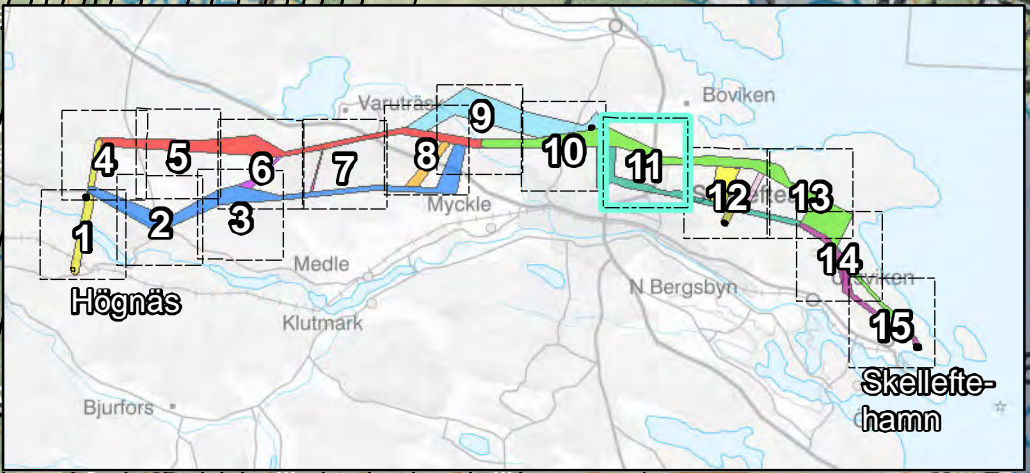 Boviken
Varuträsk
9
4
5
6
7
8
10
11
12
13
1
2
3
Myckle
14
Medle
N Bergsbyn
Högnäs
Klutmark
15
Skellefte-
hamn
Bjurfors